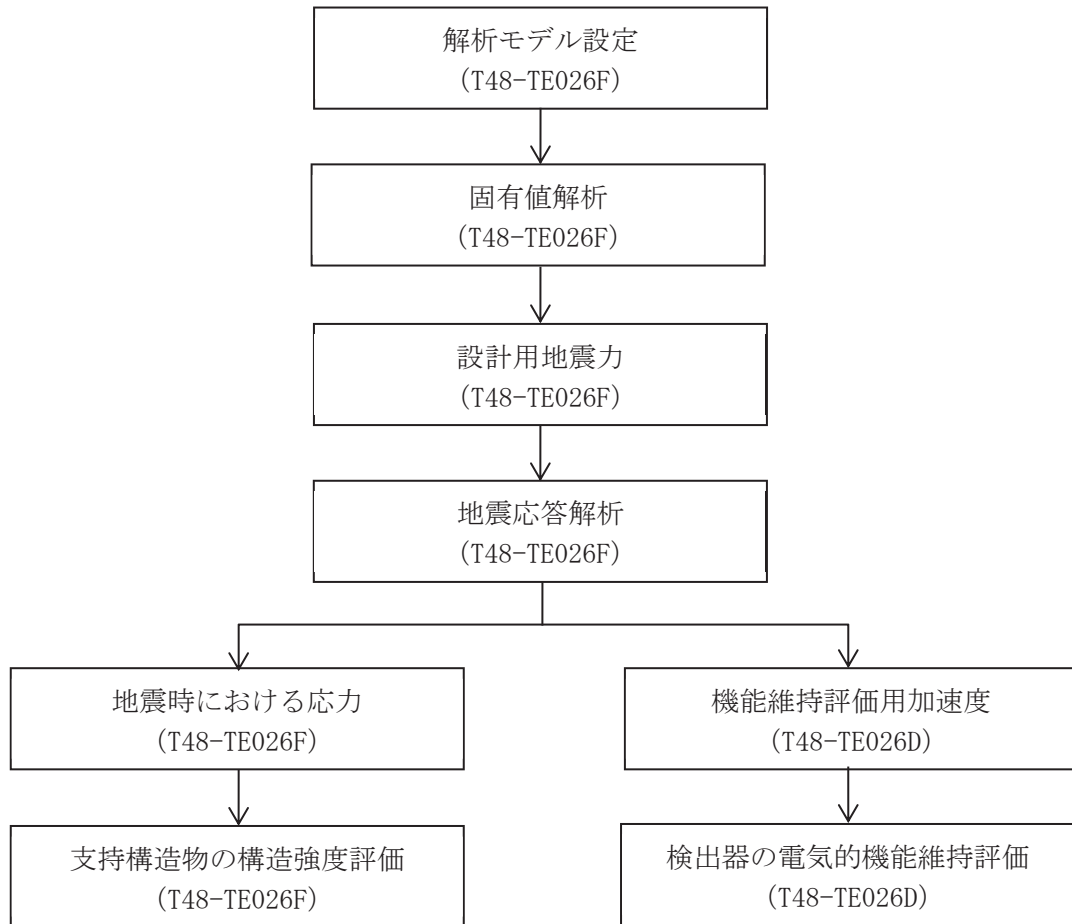 解析モデル設定
(T48-TE026F)
固有値解析
(T48-TE026F)
設計用地震力
(T48-TE026F)
地震応答解析
(T48-TE026F)
地震時における応力
(T48-TE026F)
機能維持評価用加速度
(T48-TE026D)
支持構造物の構造強度評価
(T48-TE026F)
検出器の電気的機能維持評価
(T48-TE026D)